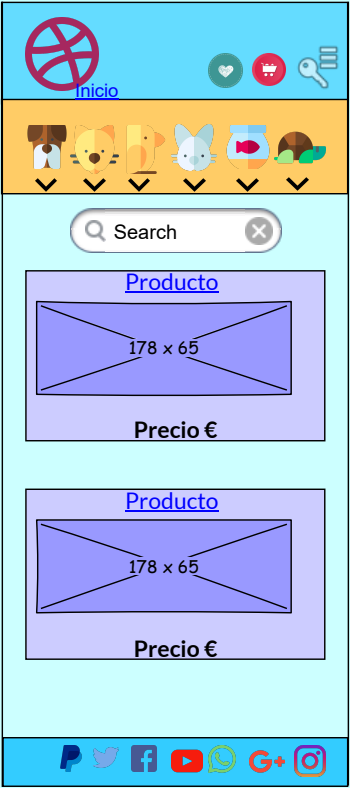 Inicio
Search
Producto
178 x 65
Precio €
Producto
178 x 65
Precio €
G+